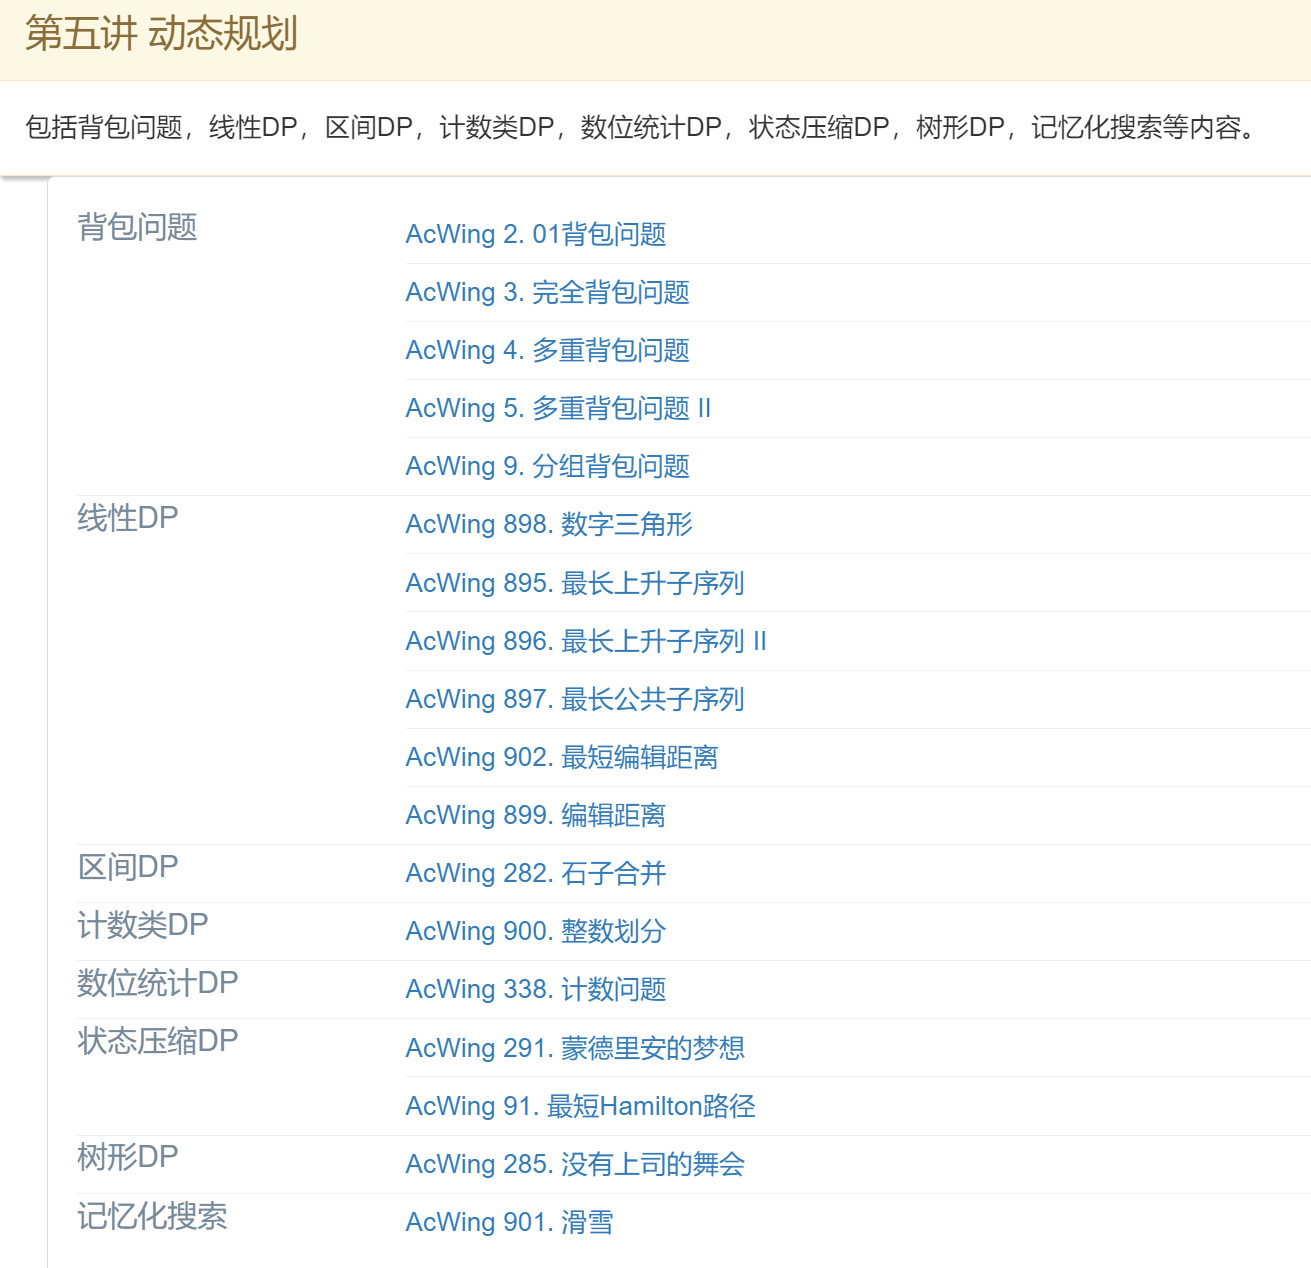 第五讲 动态规划
包括背包问题，线性DP，区间DP，计数类DP，数位统计DP，状态压缩DP，树形DP，记忆化搜索等内容。
背包问题 AcWing 2. 01背包问题
AcWing 3. 完全背包问题
AcWing 4. 多重背包问题
AcWing 5. 多重背包问题 II
AcWing 9. 分组背包问题
线性DP AcWing 898. 数字三角形
AcWing 895. 最长上升子序列
AcWing 896. 最长上升子序列 II
AcWing 897. 最长公共子序列
AcWing 902. 最短编辑距离
AcWing 899. 编辑距离
区间DP AcWing 282. 石子合并
计数类DP AcWing 900. 整数划分
数位统计DP AcWing 338. 计数问题
状态压缩DP AcWing 291. 蒙德里安的梦想
AcWing 91. 最短Hamilton路径
树形DP AcWing 285. 没有上司的舞会
记忆化搜索 AcWing 901. 滑雪